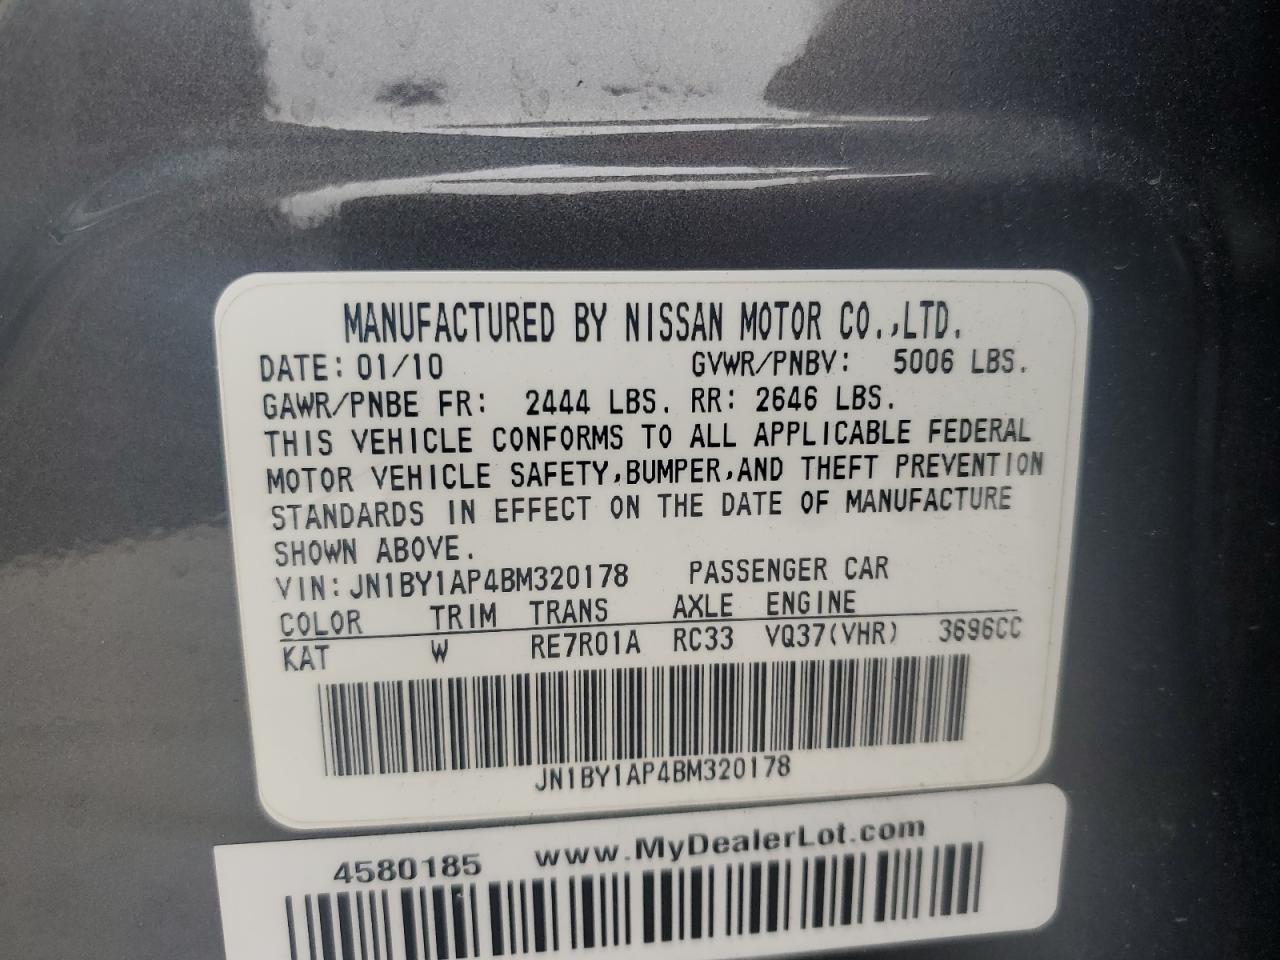 MANUFACTURED BY NISSAN MOTOR CO.,LTD.
DATE: 01/10 GVWR/PNBV: 5006 LBS.
GAWR/PNBE FR: 2444 LBS. RR: 2646 LBS.
THIS VEHICLE CONFORMS TO ALL APPLICABLE FEDERAL
MOTOR VEHICLE SAFETY,BUMPER,AND THEFT PREVENTION
STANDARDS IN EFFECT ON THE DATE OF MANUFACTURE
SHOWN ABOVE.
VIN: JN1BY1AP4BM320178 PASSENGER CAR
COLOR TRIM TRANS AXLE ENGINE
KAT W RE7R01A RC33 VQ37(VHR) 3696CC
JN1BY1AP4BM320178
4580185 www.MyDealerLot.com